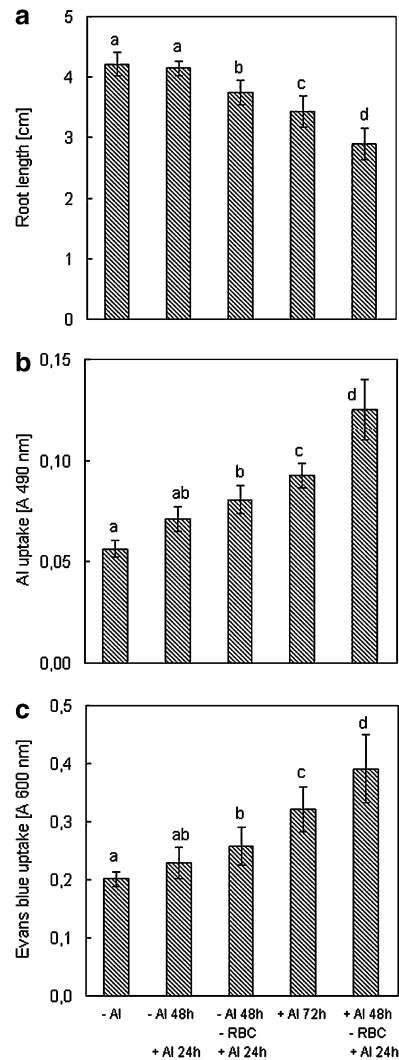 a
5
4
3
2
1
0
Root length [cm]
a a b c d
b
0,15
0,10
0,05
0,00
Al uptake [A 490 nm]
a ab b c d
c
0,5
0,4
0,3
0,2
0,1
0,0
Evans blue uptake [A 600 nm]
a ab b c d
- Al - Al 48h - Al 48h + Al 72h + Al 48h
- RBC - RBC
+ Al 24h + Al 24h + Al 24h